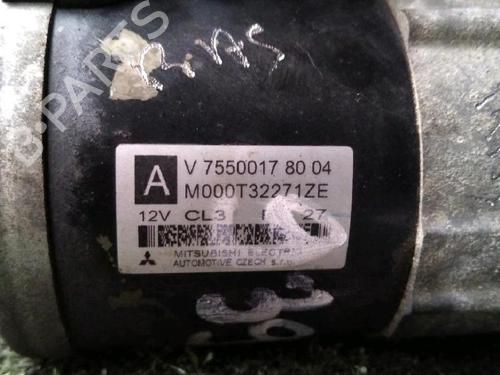 B-PARTS
A
V 7550017 80 04
M000T32271ZE
12V CL3 27
MITSUBISHI ELECTRIC
AUTOMOTIVE CZECH s.r.o.